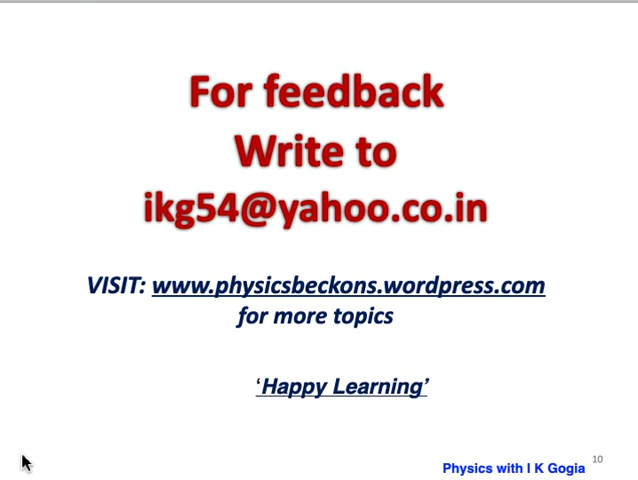 For feedback
Write to
ikg54@yahoo.co.in
VISIT: www.physicsbeckons.wordpress.com
for more topics
‘Happy Learning’
10
Physics with I K Gogia